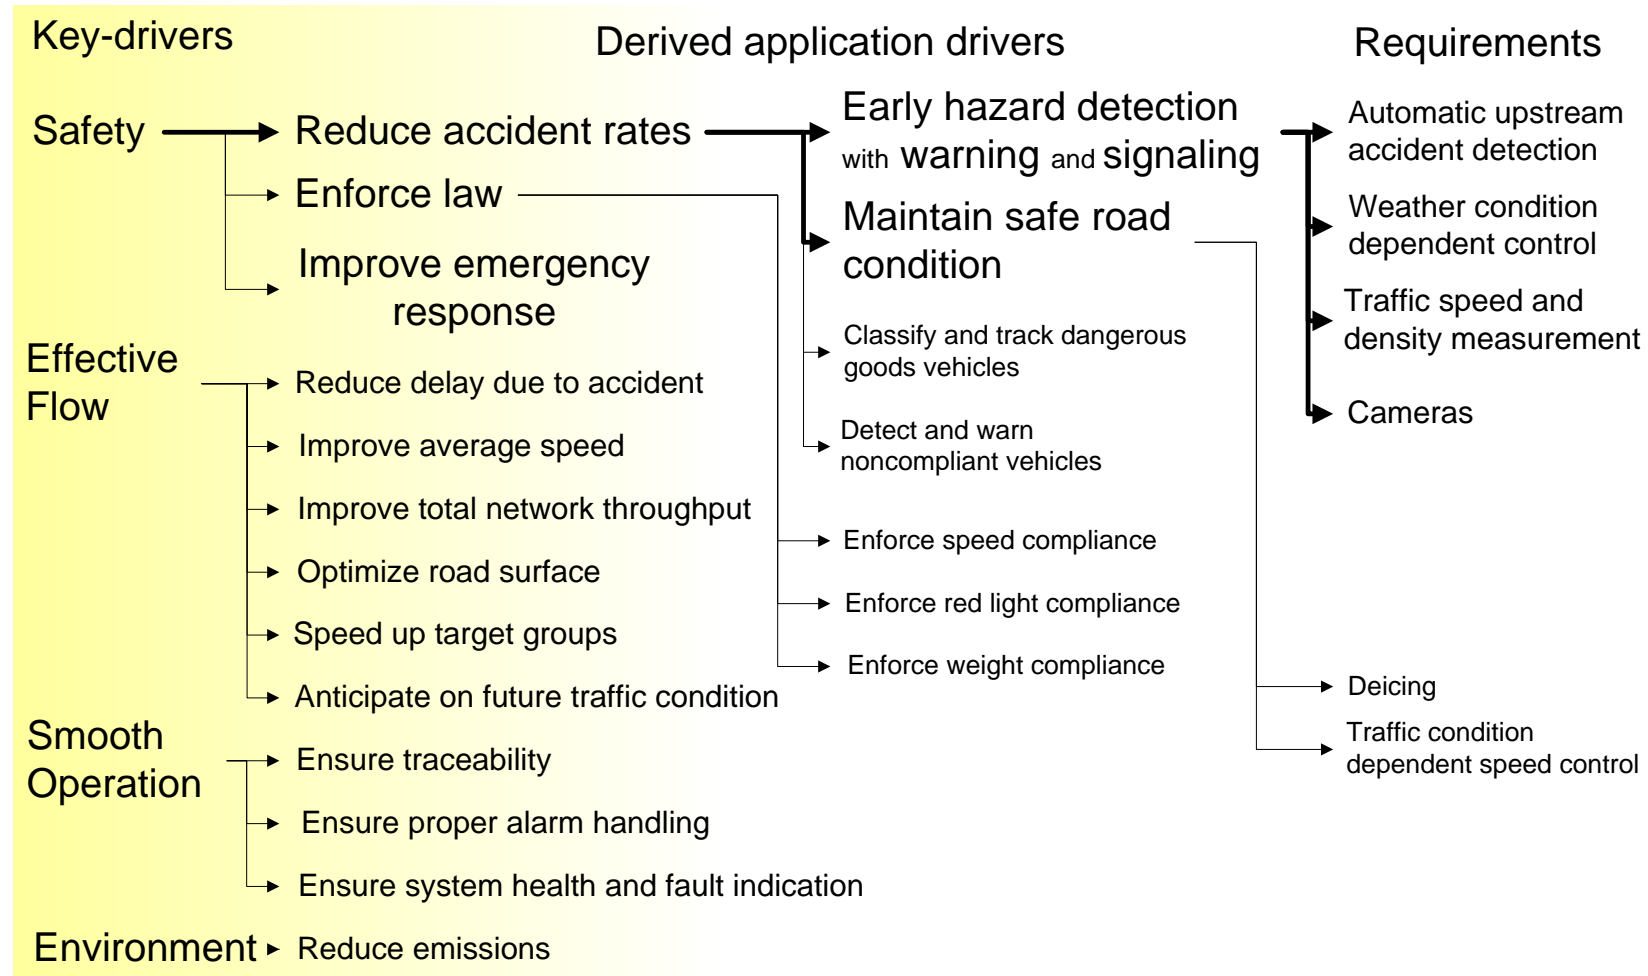 Key-drivers
Derived application drivers
Requirements
Safety
Reduce accident rates
Early hazard detection
with warning and signaling
Automatic upstream
accident detection
Enforce law
Maintain safe road
condition
Weather condition
dependent control
Improve emergency
response
Traffic speed and
density measurement
Effective
Flow
Reduce delay due to accident
Classify and track dangerous
goods vehicles
Cameras
Improve average speed
Detect and warn
noncompliant vehicles
Improve total network throughput
Enforce speed compliance
Optimize road surface
Enforce red light compliance
Speed up target groups
Enforce weight compliance
Anticipate on future traffic condition
Deicing
Smooth
Operation
Ensure traceability
Traffic condition
dependent speed control
Ensure proper alarm handling
Ensure system health and fault indication
Environment
Reduce emissions